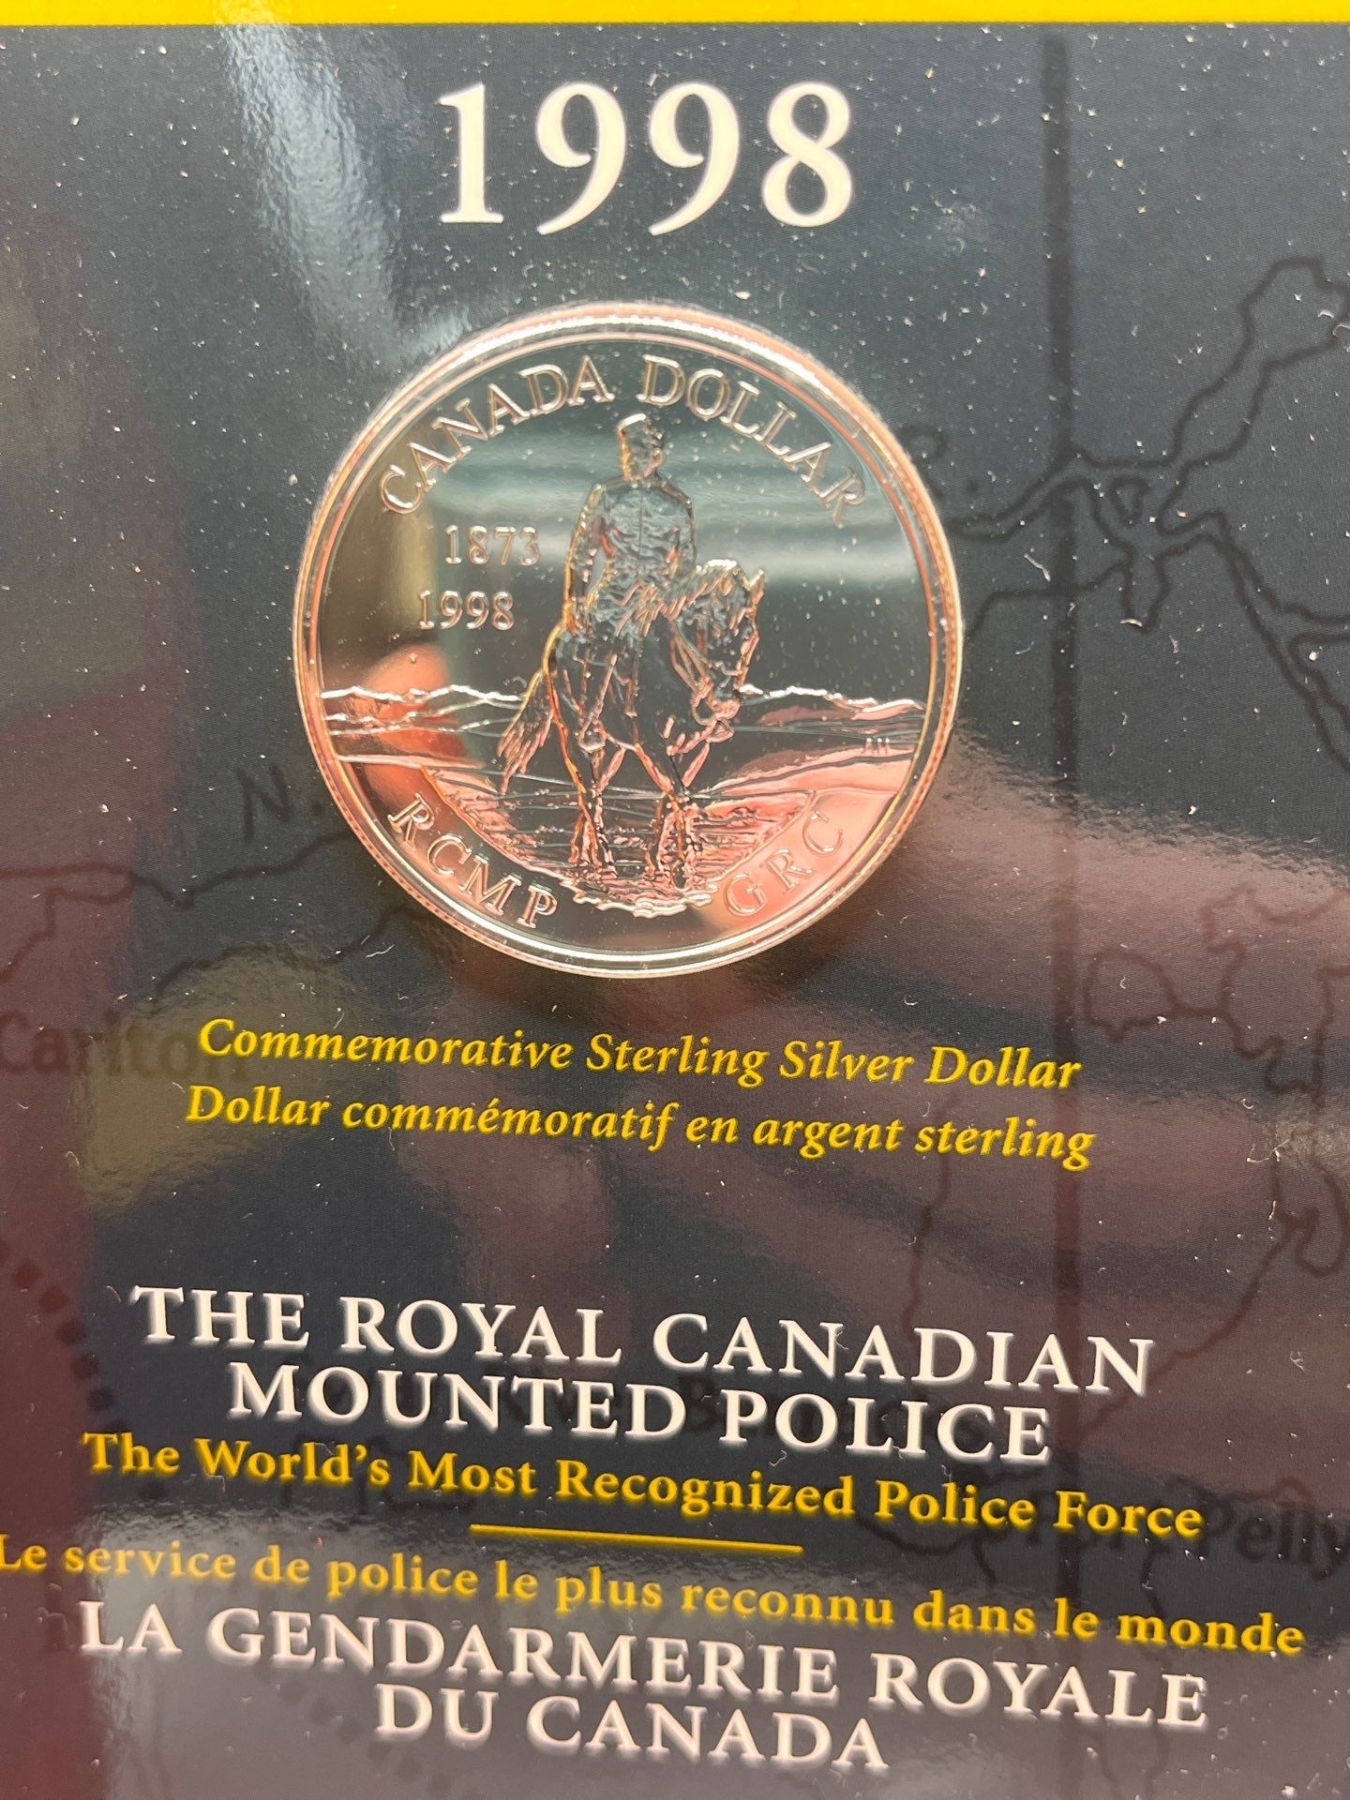 1998
CANADA DOLLAR
1873
1998
RCMP
GRC
Commemorative Sterling Silver Dollar
Dollar commémoratif en argent sterling
THE ROYAL CANADIAN
MOUNTED POLICE
The World's Most Recognized Police Force
Le service de police le plus reconnu dans le monde
LA GENDARMERIE ROYALE
DU CANADA